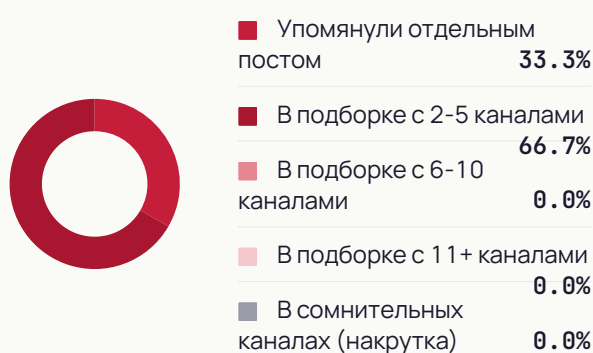 Упомянули отдельным
постом 33.3%
В подборке с 2-5 каналами
66.7%
В подборке с 6-10
каналами 0.0%
В подборке с 11+ каналами
0.0%
В сомнительных
каналах (накрутка) 0.0%